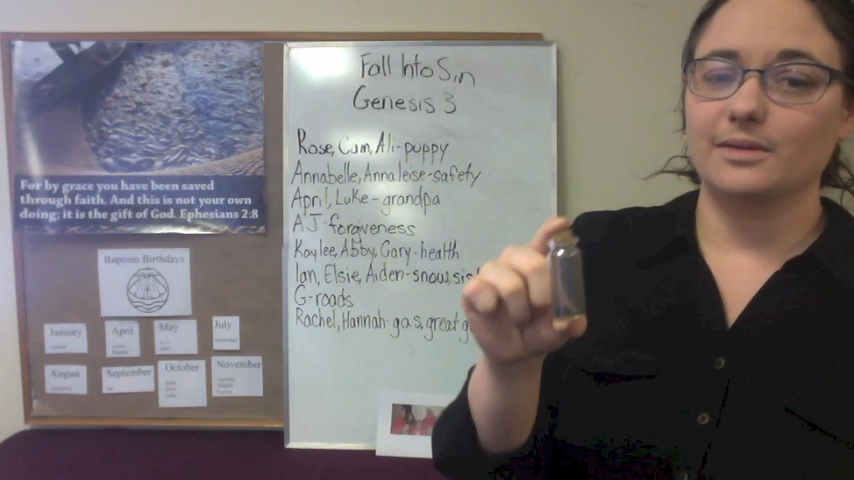 For by grace you have been saved
through faith. And this is not your own
doing; it is the gift of God. Ephesians 2:8
Baptism Birthdays
January
April
May
July
August
September
October
November
Fall Into Sin
Genesis 3
Rose, Cam, Ali-puppy
Annabelle, Annaleise-safety
April, Luke-grandpa
AJ-forgiveness
Kaylee, Abby, Gary-health
Ian, Elsie, Aiden-snow,
G-roads
Rachel, Hannah-gas, great